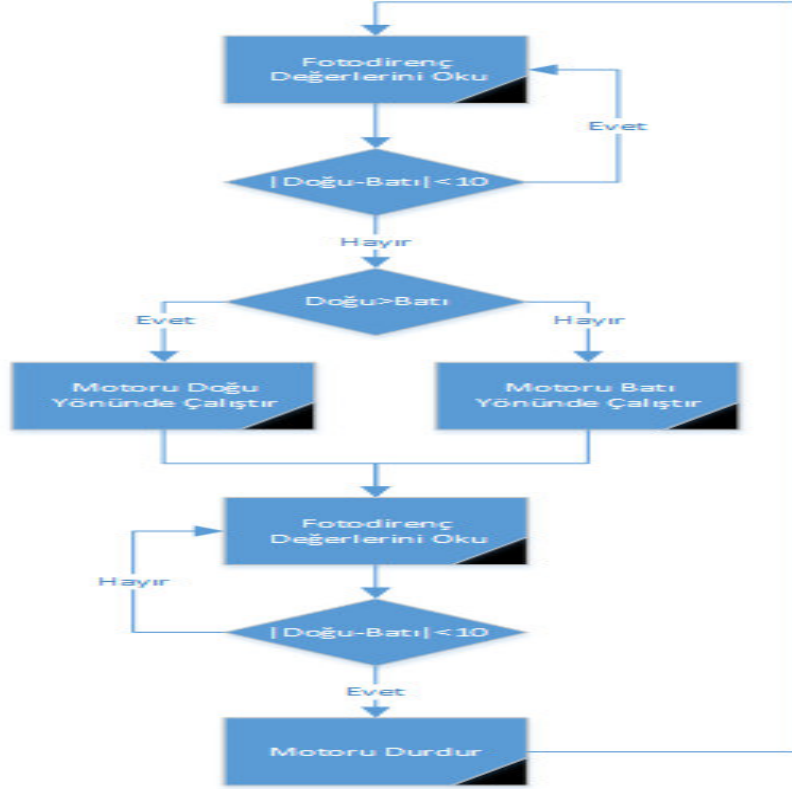 Fotodirenç
Değerlerini Oku
Evet
|Doğu-Batı|<10
Hayır
Doğu>Batı
Evet
Hayır
Motoru Doğu
Yönünde Çalıştır
Motoru Batı
Yönünde Çalıştır
Fotodirenç
Değerlerini Oku
Hayır
|Doğu-Batı|<10
Evet
Motoru Durdur